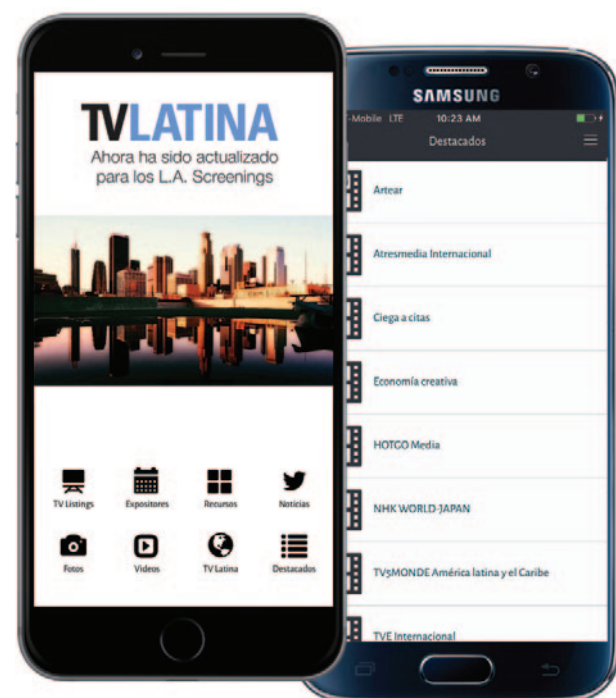 TVLATINA
Ahora ha sido actualizado
para los L.A. Screenings
TV Listings
Expositores
Recursos
Noticias
Fotos
Videos
TV Latina
Destacados
SAMSUNG
-Mobile LTE 10:23 AM
Destacados
Artear
Atresmedia Internacional
Ciega a citas
Economía creativa
HOTGO Media
NHK WORLD-JAPAN
TV5MONDE América latina y el Caribe
TVE Internacional